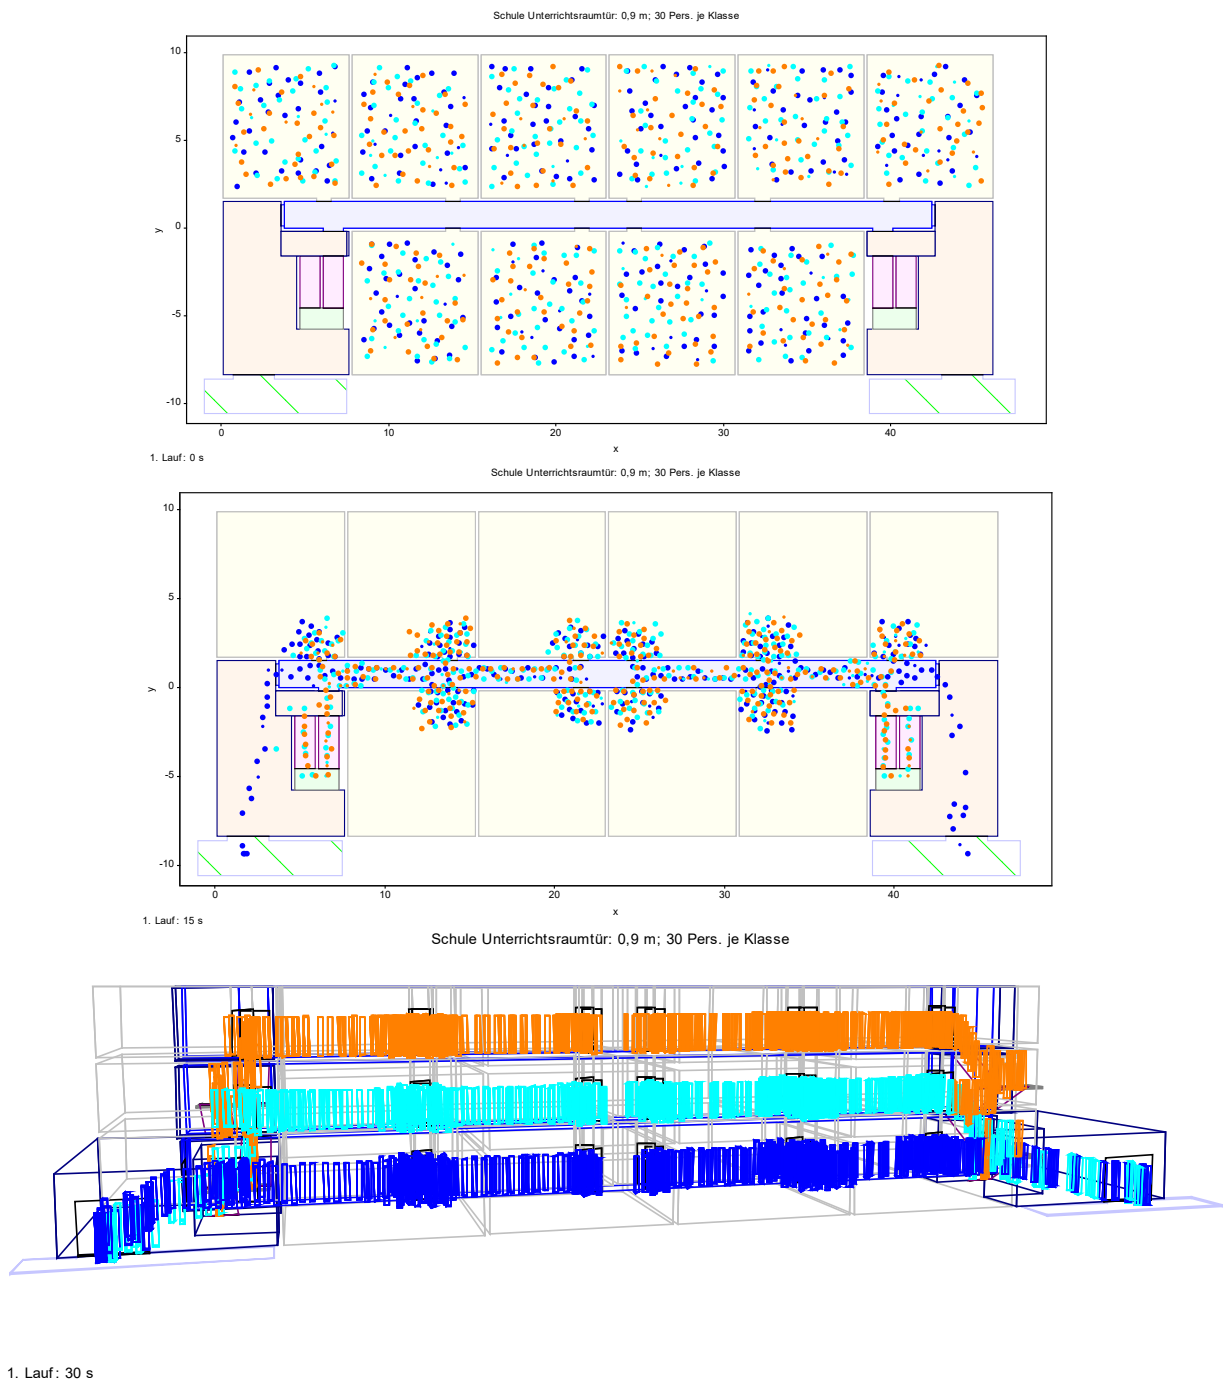 Schule Unterrichtsraumtür: 0,9 m; 30 Pers. je Klasse
10
5
0
y
-5
-10
0 10 20 30 40
x
1. Lauf: 0 s
Schule Unterrichtsraumtür: 0,9 m; 30 Pers. je Klasse
10
5
0
y
-5
-10
0 10 20 30 40
x
1. Lauf: 15 s
Schule Unterrichtsraumtür: 0,9 m; 30 Pers. je Klasse
1. Lauf: 30 s